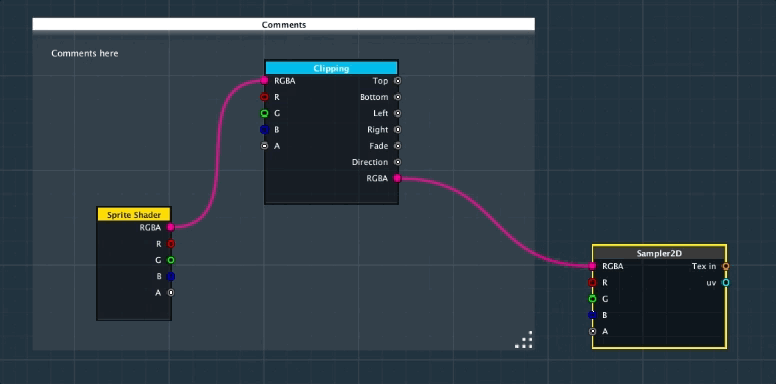 Comments
Comments here
Clipping
RGBA Top
R Bottom
G Left
B Right
A Fade
Direction
RGBA
Sprite Shader
RGBA
R
G
B
A
Sampler2D
RGBA Tex in
R uv
G
B
A